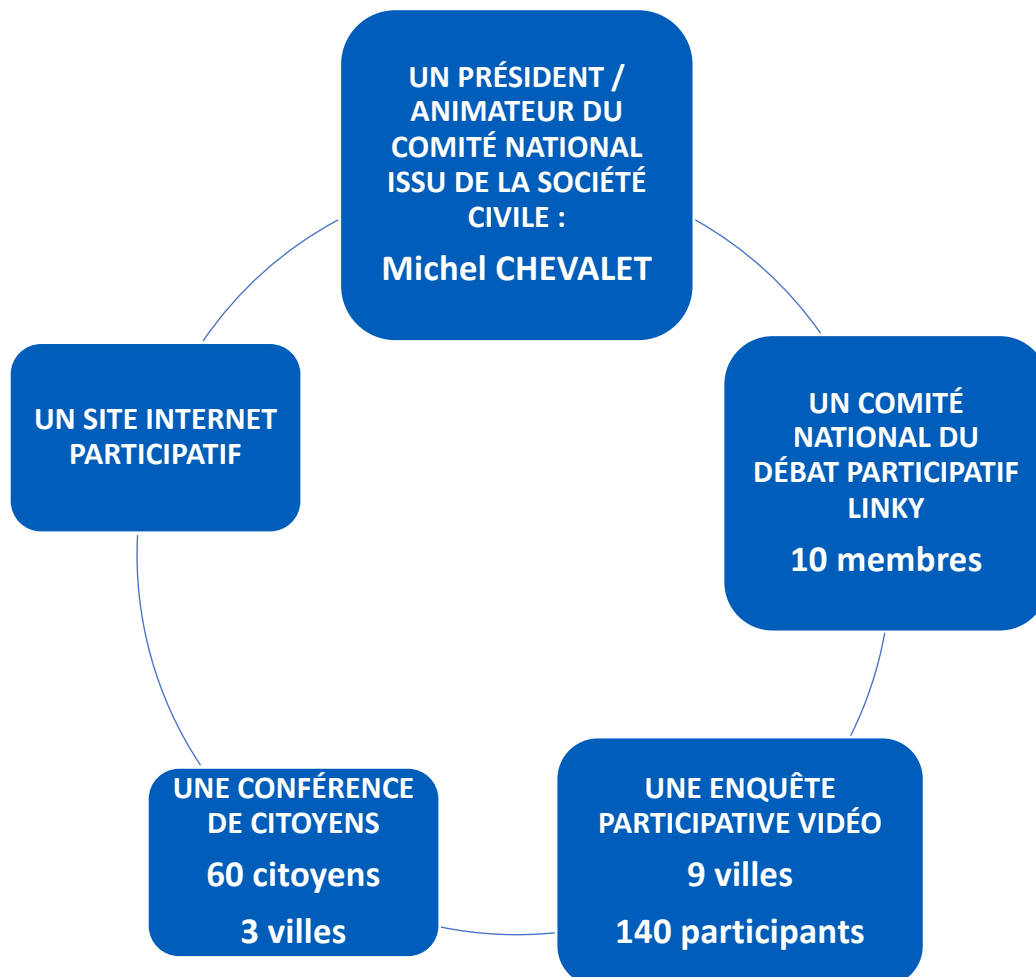 UN PRÉSIDENT /
ANIMATEUR DU
COMITÉ NATIONAL
ISSU DE LA SOCIÉTÉ
CIVILE :
Michel CHEVALET
UN COMITÉ
NATIONAL DU
DÉBAT PARTICIPATIF
LINKY
10 membres
UNE ENQUÊTE
PARTICIPATIVE VIDÉO
9 villes
140 participants
UNE CONFÉRENCE
DE CITOYENS
60 citoyens
3 villes
UN SITE INTERNET
PARTICIPATIF